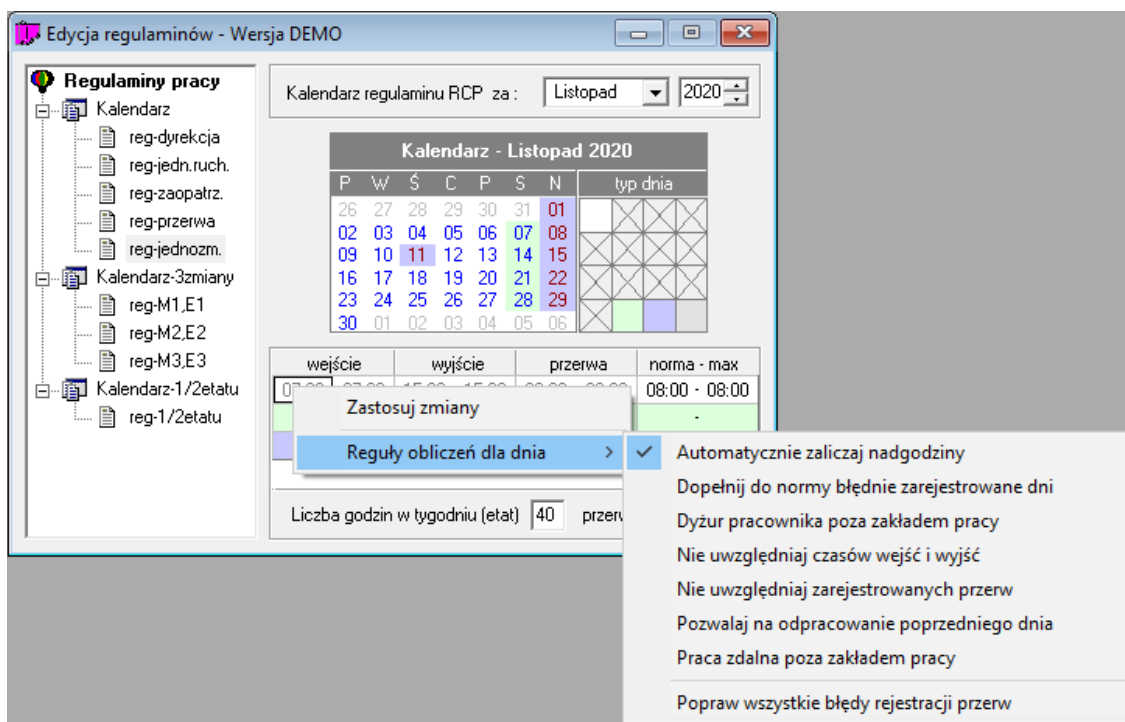 Edycja regulaminów - Wersja DEMO
Regulaminy pracy
Kalendarz
reg-dyrekcja
reg-jedn.ruch.
reg-zaopatrz.
reg-przerwa
reg-jednozm.
Kalendarz-3zmiany
reg-M1,E1
reg-M2,E2
reg-M3,E3
Kalendarz-1/2etatu
reg-1/2etatu
Kalendarz regulaminu RCP za : Listopad 2020
Kalendarz - Listopad 2020
P W Ś C P S N typ dnia
26 27 28 29 30 31 01
02 03 04 05 06 07 08
09 10 11 12 13 14 15
16 17 18 19 20 21 22
23 24 25 26 27 28 29
30 01 02 03 04 05 06
wejście wyjście przerwa norma - max
08:00 - 08:00
-
Zastosuj zmiany
Reguły obliczeń dla dnia >
Liczba godzin w tygodniu (etat) 40
Automatycznie zaliczaj nadgodziny
Dopełnij do normy błędnie zarejestrowane dni
Dyżur pracownika poza zakładem pracy
Nie uwzględniaj czasów wejść i wyjść
Nie uwzględniaj zarejestrowanych przerw
Pozwalaj na odpracowanie poprzedniego dnia
Praca zdalna poza zakładem pracy
Popraw wszystkie błędy rejestracji przerw